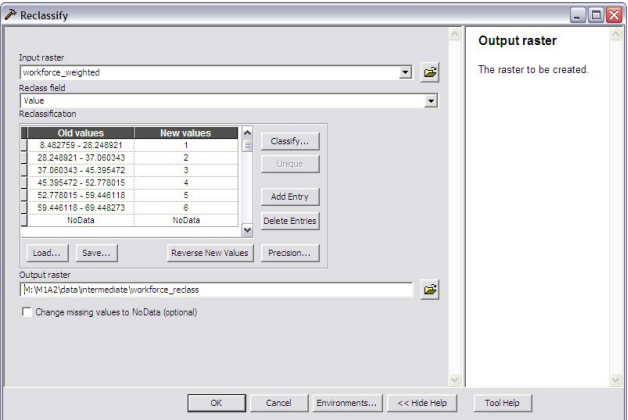 Reclassify
Input raster
workforce_weighted
Reclass field
Value
Reclassification
Old values New values
8.482759 - 28.248921 1
28.248921 - 37.060343 2
37.060343 - 45.395472 3
45.395472 - 52.778015 4
52.778015 - 59.446118 5
59.446118 - 69.448273 6
NoData NoData
Classify...
Unique
Add Entry
Delete Entries
Load... Save... Reverse New Values Precision...
Output raster
M:\M1A2\data\intermediate\workforce_reclass
Change missing values to NoData (optional)
OK Cancel Environments... << Hide Help Tool Help
Output raster
The raster to be created.